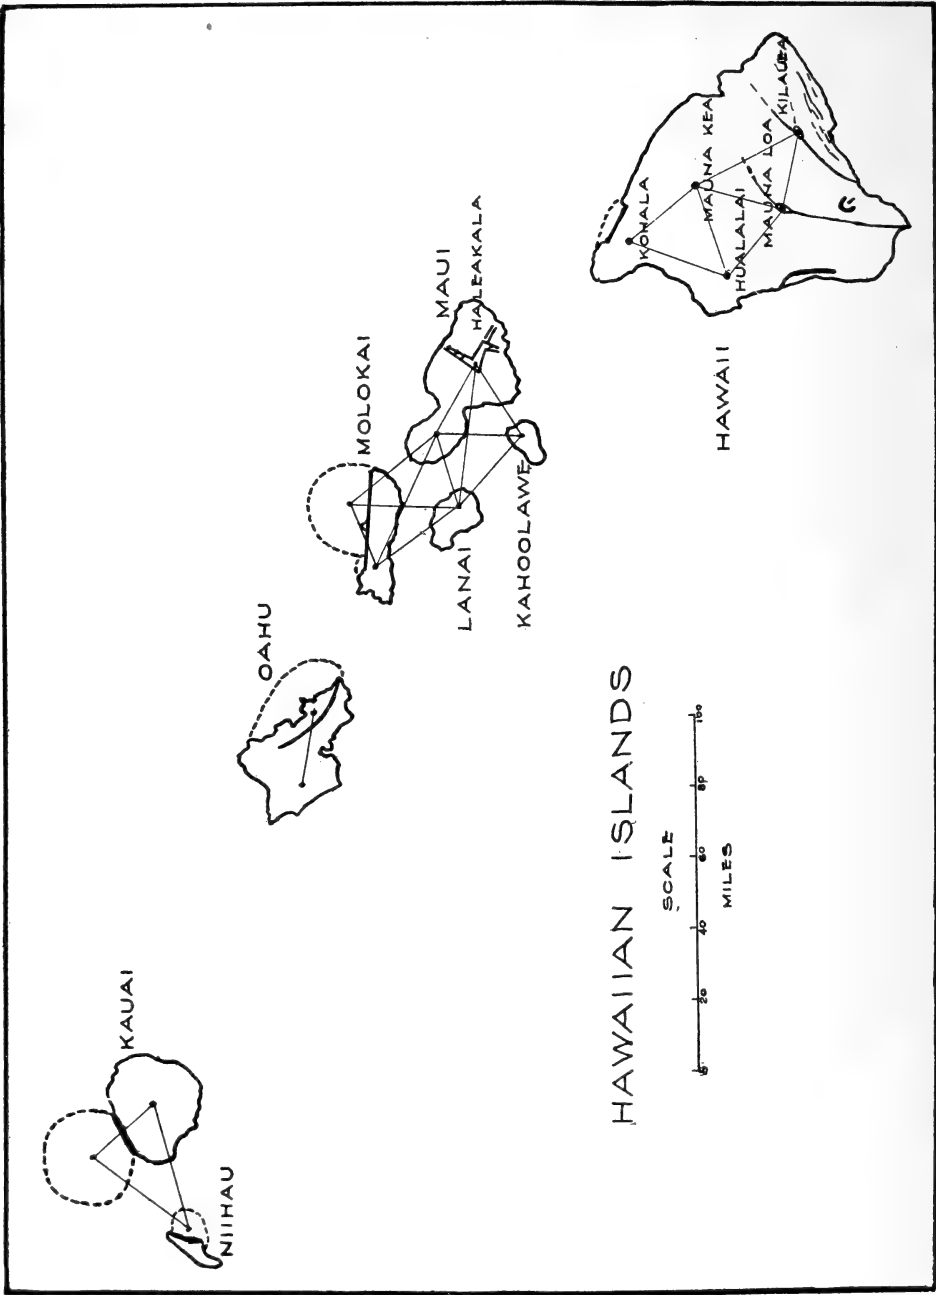 KAUAI
NIIHAU
OAHU
MOLOKAI
MAUI
HALEAKALA
LANAI
KAHOOLAWE
KOHALA
MAUNA KEA
HUALALAI
MAUNA LOA
KILAUEA
HAWAII
HAWAIIAN ISLANDS
SCALE
0 20 40 60 80 100
MILES